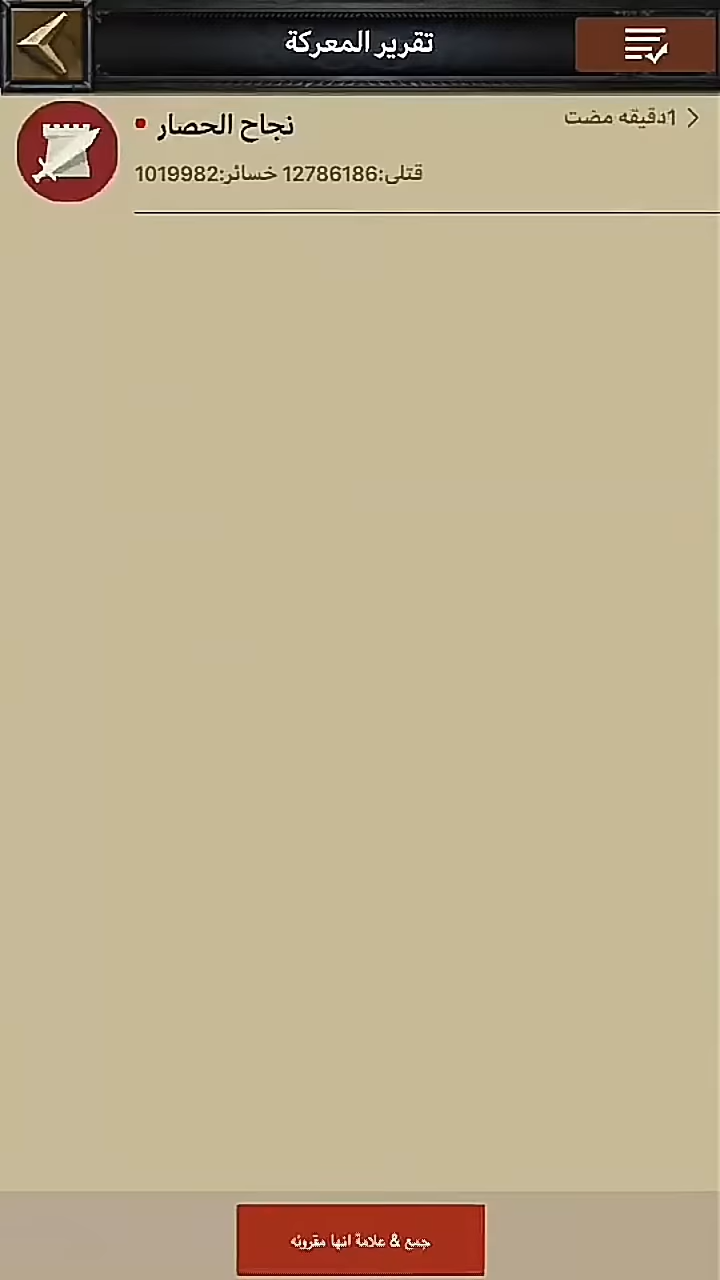 تقرير المعركة
نجاح الحصار
1دقيقه مضت
قتلى:12786186 خسائر:1019982
جمع & علامة انها مقروئه